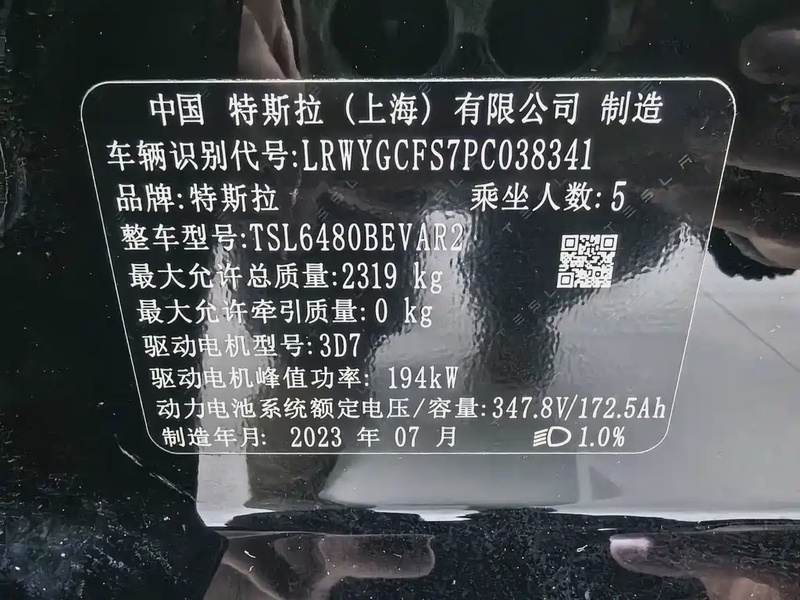 中国 特斯拉 (上海) 有限公司 制造
车辆识别代号:LRWYGCFS7PC038341
品牌:特斯拉 乘坐人数:5
整车型号:TSL6480BEVAR2
最大允许总质量:2319 kg
最大允许牵引质量: 0 kg
驱动电机型号:3D7
驱动电机峰值功率: 194kW
动力电池系统额定电压/容量:347.8V/172.5Ah
制造年月: 2023 年 07 月 1.0%